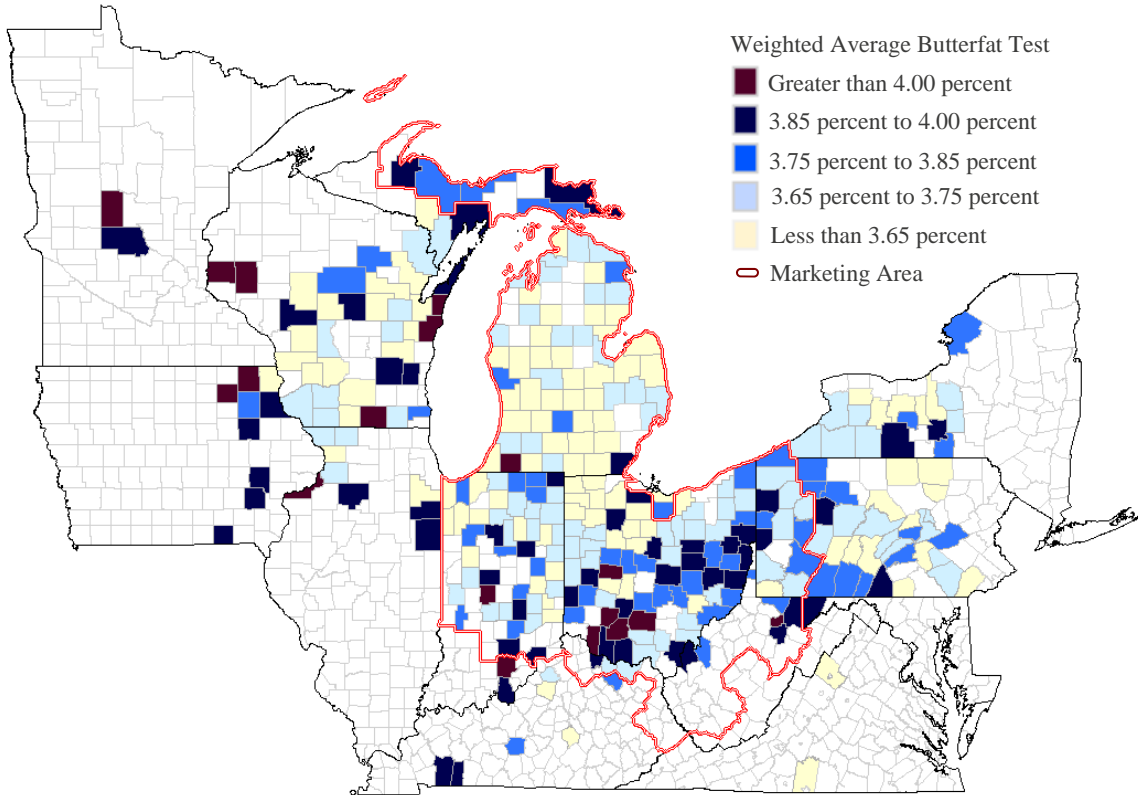 Weighted Average Butterfat Test
Greater than 4.00 percent
3.85 percent to 4.00 percent
3.75 percent to 3.85 percent
3.65 percent to 3.75 percent
Less than 3.65 percent
Marketing Area